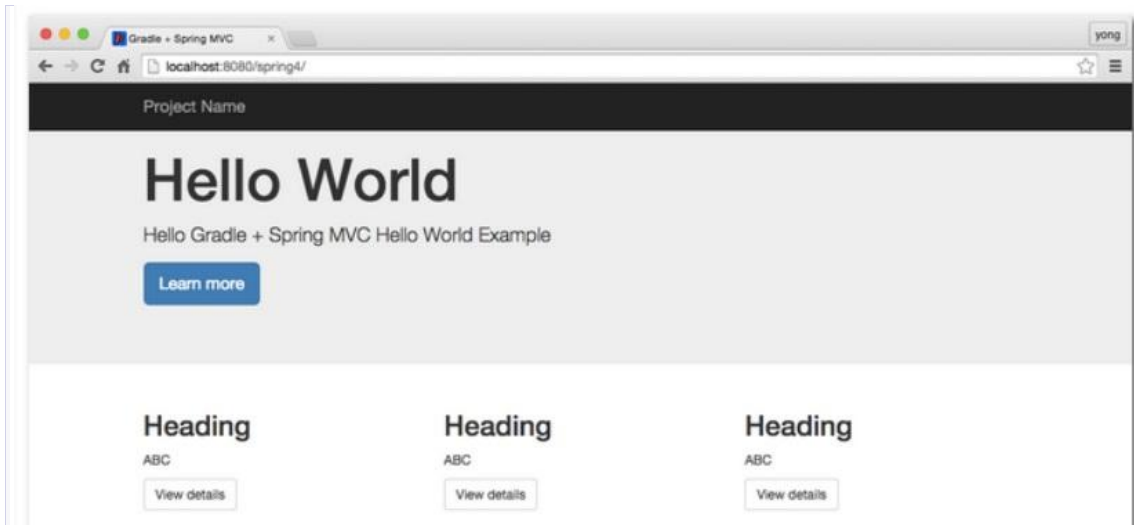 Gradle + Spring MVC
yong
localhost:8080/spring4/
Project Name
Hello World
Hello Gradle + Spring MVC Hello World Example
Learn more
Heading Heading Heading
ABC ABC ABC
View details View details View details